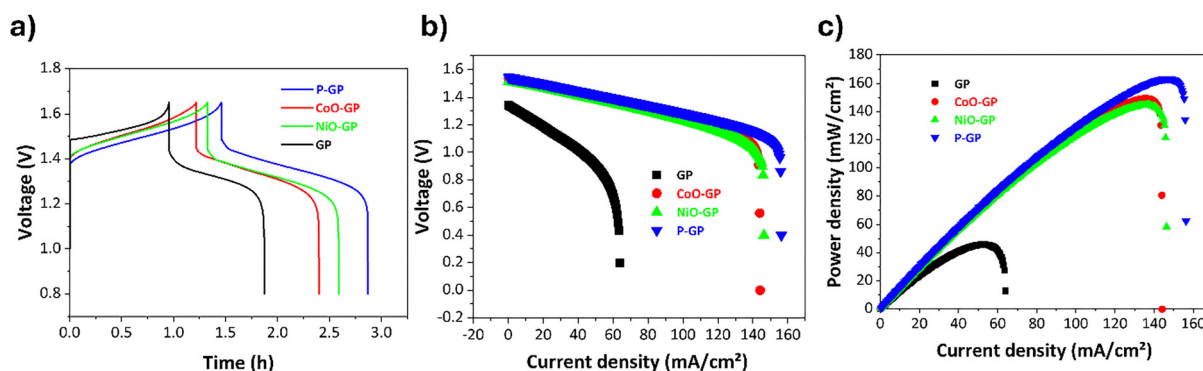 a)
1.8
1.6
1.4
1.2
1.0
0.8
0.0 0.5 1.0 1.5 2.0 2.5 3.0
Voltage (V)
Time (h)
P-GP
CoO-GP
NiO-GP
GP
b)
1.8
1.6
1.4
1.2
1.0
0.8
0.6
0.4
0.2
0.0
-0.2
0 20 40 60 80 100 120 140 160
Voltage (V)
Current density (mA/cm²)
GP
CoO-GP
NiO-GP
P-GP
c)
180
160
140
120
100
80
60
40
20
0
0 20 40 60 80 100 120 140 160
Power density (mW/cm²)
Current density (mA/cm²)
GP
CoO-GP
NiO-GP
P-GP